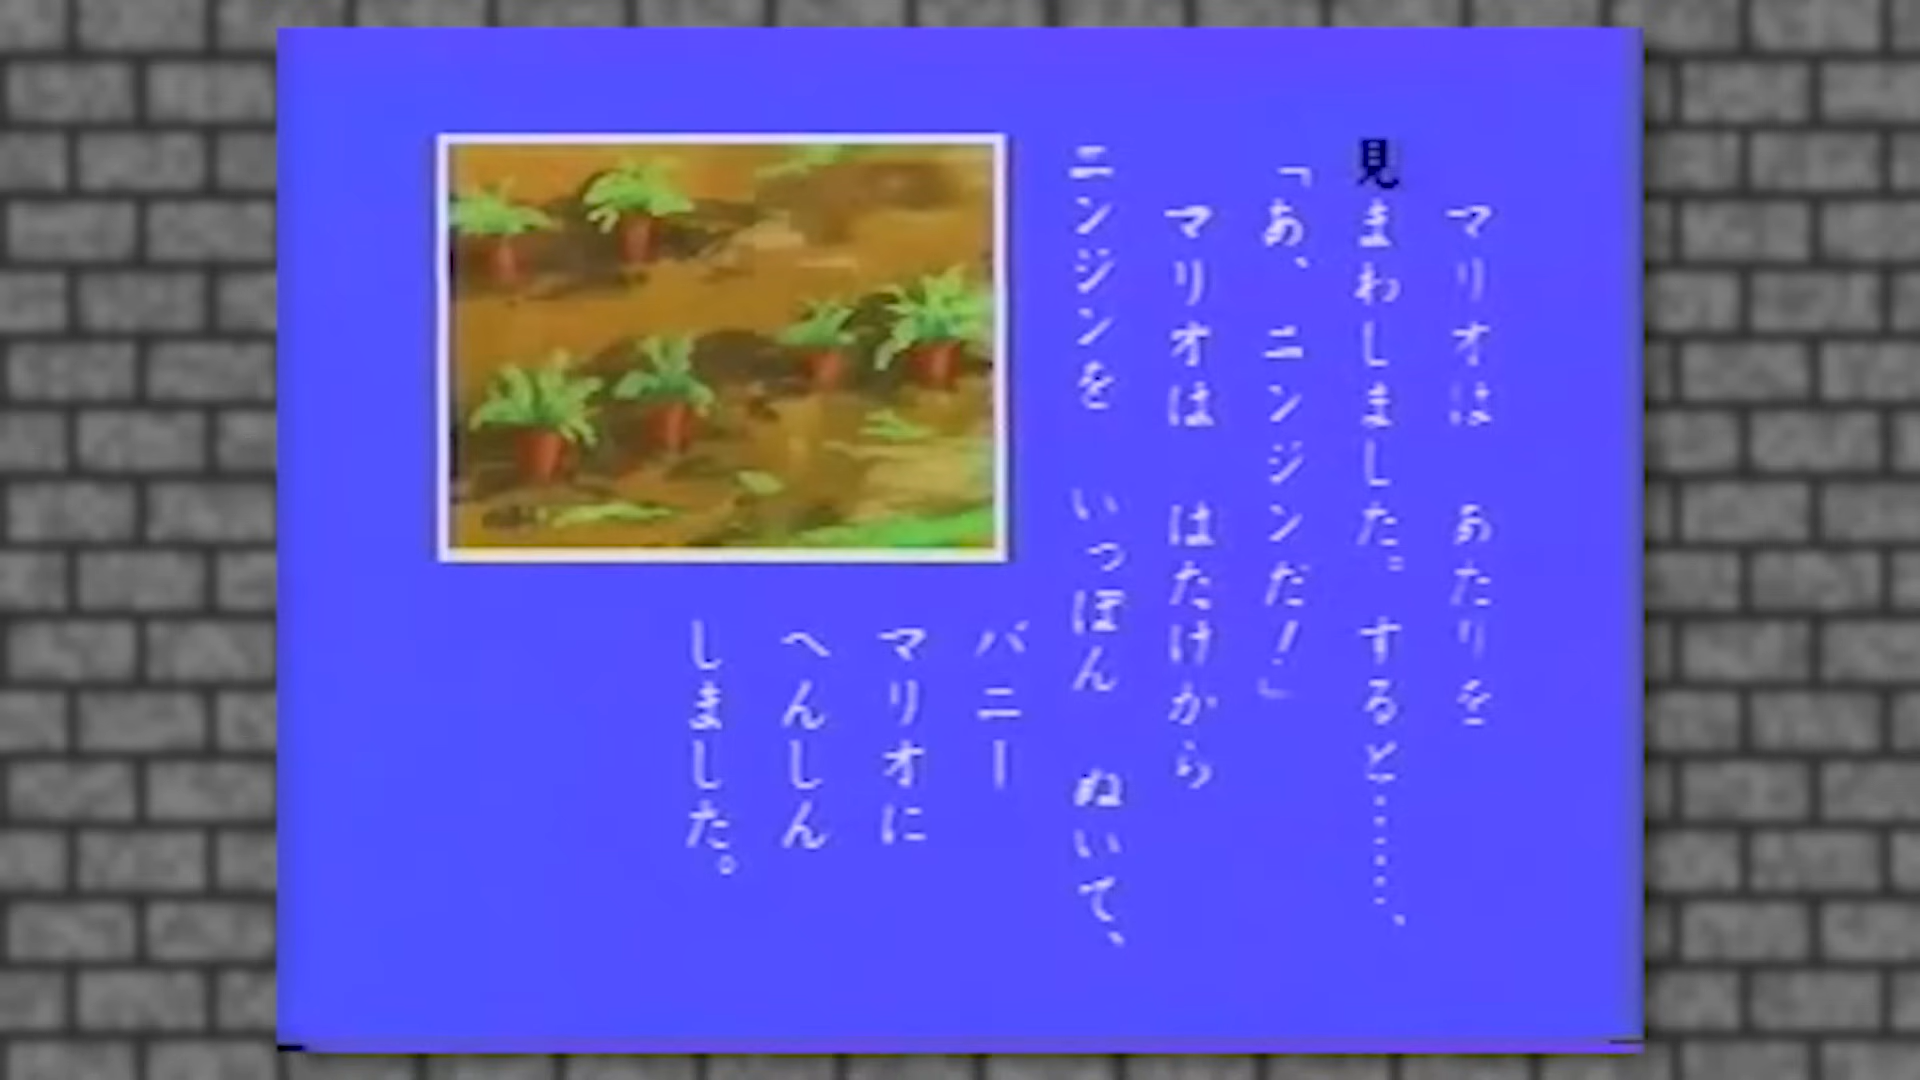 マリオは　あたりを
見まわしました。すると……、
「あ、ニンジンだ！」
マリオは　はたけから
ニンジンを　いっぽん　ぬいて、
バニー
マリオに
へんしん
しました。